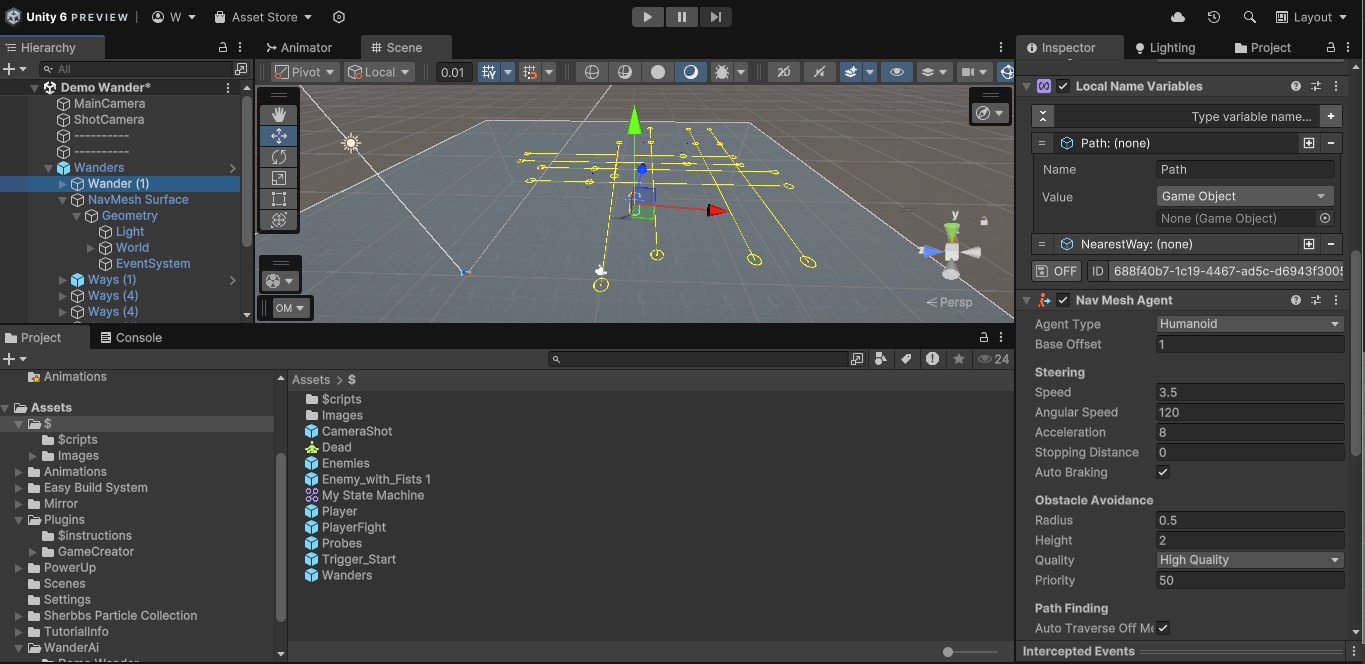 Unity 6 PREVIEW
W
Asset Store
Layout
Hierarchy
All
Demo Wander*
MainCamera
ShotCamera
----------
----------
Wanders
Wander (1)
NavMesh Surface
Geometry
Light
World
EventSystem
Ways (1)
Ways (4)
Ways (4)
Animator
Scene
Pivot
Local
0.01
2D
y
Persp
OM
Inspector
Lighting
Project
Local Name Variables
Type variable name...
Path: (none)
Name
Path
Value
Game Object
None (Game Object)
NearestWay: (none)
OFF
ID
688f40b7-1c19-4467-ad5c-d6943f3005
Nav Mesh Agent
Agent Type
Humanoid
Base Offset
1
Steering
Speed
3.5
Angular Speed
120
Acceleration
8
Stopping Distance
0
Auto Braking
Obstacle Avoidance
Radius
0.5
Height
2
Quality
High Quality
Priority
50
Path Finding
Auto Traverse Off Me
Intercepted Events
Project
Console
24
Animations
Assets
$
$cripts
Images
Animations
Easy Build System
Mirror
Plugins
$instructions
GameCreator
PowerUp
Scenes
Settings
Sherbbs Particle Collection
TutorialInfo
WanderAi
Demo Wander
Assets > $
$cripts
Images
CameraShot
Dead
Enemies
Enemy_with_Fists 1
My State Machine
Player
PlayerFight
Probes
Trigger_Start
Wanders